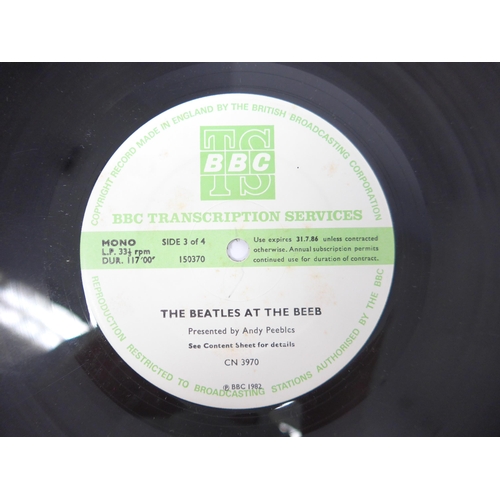 COPYRIGHT RECORD MADE IN ENGLAND BY THE BRITISH BROADCASTING CORPORATION
TS
BBC
BBC TRANSCRIPTION SERVICES
MONO
L.P. 33⅓ rpm
DUR. 117'00"
SIDE 3 of 4
150370
Use expires 31.7.86 unless contracted
otherwise. Annual subscription permits
continued use for duration of contract.
THE BEATLES AT THE BEEB
Presented by Andy Peebles
See Content Sheet for details
CN 3970
℗ BBC 1982
REPRODUCTION RESTRICTED TO BROADCASTING STATIONS AUTHORISED BY THE BBC